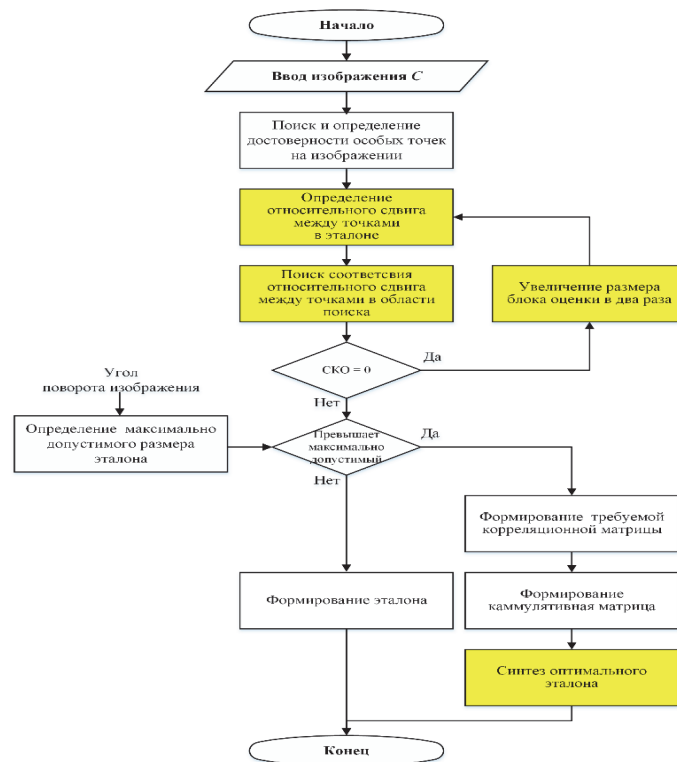 Начало
Ввод изображения C
Поиск и определение
достоверности особых точек
на изображении
Определение
относительного сдвига
между точками
в эталоне
Поиск соответсвия
относительного сдвига
между точками в области
поиска
Увеличение размера
блока оценки в два раза
СКО = 0
Да
Нет
Угол
поворота изображения
Определение максимально
допустимого размера
эталона
Превышает
максимально
допустимый
Да
Нет
Формирование требуемой
корреляционной матрицы
Формирование эталона
Формирование
каммулятивная матрица
Синтез оптимального
эталона
Конец